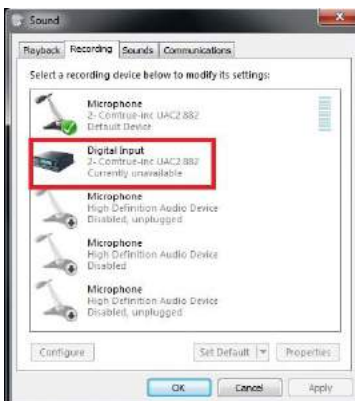 Sound
Playback Recording Sounds Communications
Select a recording device below to modify its settings:
Microphone
2- Comtrue-inc UAC2 882
Default Device
Digital Input
2- Comtrue-inc UAC2 882
Currently unavailable
Microphone
High Definition Audio Device
Disabled, unplugged
Microphone
High Definition Audio Device
Disabled
Microphone
High Definition Audio Device
Disabled, unplugged
Configure Set Default Properties
OK Cancel Apply